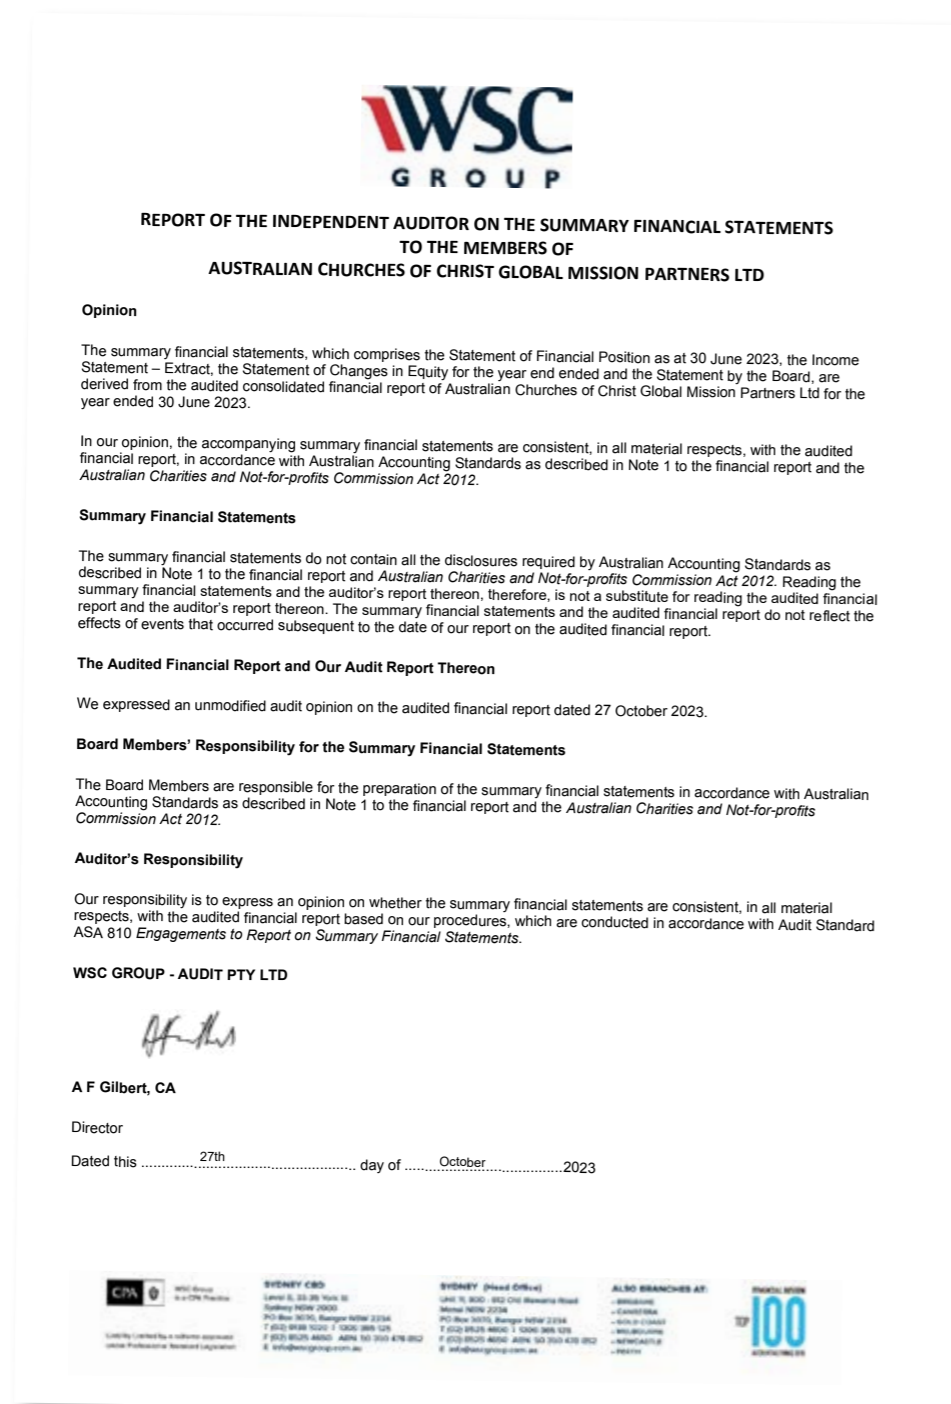 WSC
GROUP
REPORT OF THE INDEPENDENT AUDITOR ON THE SUMMARY FINANCIAL STATEMENTS
TO THE MEMBERS OF
AUSTRALIAN CHURCHES OF CHRIST GLOBAL MISSION PARTNERS LTD
Opinion
The summary financial statements, which comprises the Statement of Financial Position as at 30 June 2023, the Income
Statement – Extract, the Statement of Changes in Equity for the year end ended and the Statement by the Board, are
derived from the audited consolidated financial report of Australian Churches of Christ Global Mission Partners Ltd for the
year ended 30 June 2023.
In our opinion, the accompanying summary financial statements are consistent, in all material respects, with the audited
financial report, in accordance with Australian Accounting Standards as described in Note 1 to the financial report and the
Australian Charities and Not-for-profits Commission Act 2012.
Summary Financial Statements
The summary financial statements do not contain all the disclosures required by Australian Accounting Standards as
described in Note 1 to the financial report and Australian Charities and Not-for-profits Commission Act 2012. Reading the
summary financial statements and the auditor's report thereon, therefore, is not a substitute for reading the audited financial
report and the auditor's report thereon. The summary financial statements and the audited financial report do not reflect the
effects of events that occurred subsequent to the date of our report on the audited financial report.
The Audited Financial Report and Our Audit Report Thereon
We expressed an unmodified audit opinion on the audited financial report dated 27 October 2023.
Board Members' Responsibility for the Summary Financial Statements
The Board Members are responsible for the preparation of the summary financial statements in accordance with Australian
Accounting Standards as described in Note 1 to the financial report and the Australian Charities and Not-for-profits
Commission Act 2012.
Auditor's Responsibility
Our responsibility is to express an opinion on whether the summary financial statements are consistent, in all material
respects, with the audited financial report based on our procedures, which are conducted in accordance with Audit Standard
ASA 810 Engagements to Report on Summary Financial Statements.
WSC GROUP - AUDIT PTY LTD
A F Gilbert, CA
Director
Dated this ............27th................................ day of ......October..................2023
CPA
WSC Group
is a CPA Practice
SYDNEY CBD
Sydney NSW 2000
SYDNEY (Head Office)
ALSO BRANCHES AT:
- BRISBANE
- CANBERRA
- GOLD COAST
- MELBOURNE
- NEWCASTLE
- PERTH
TOP
100